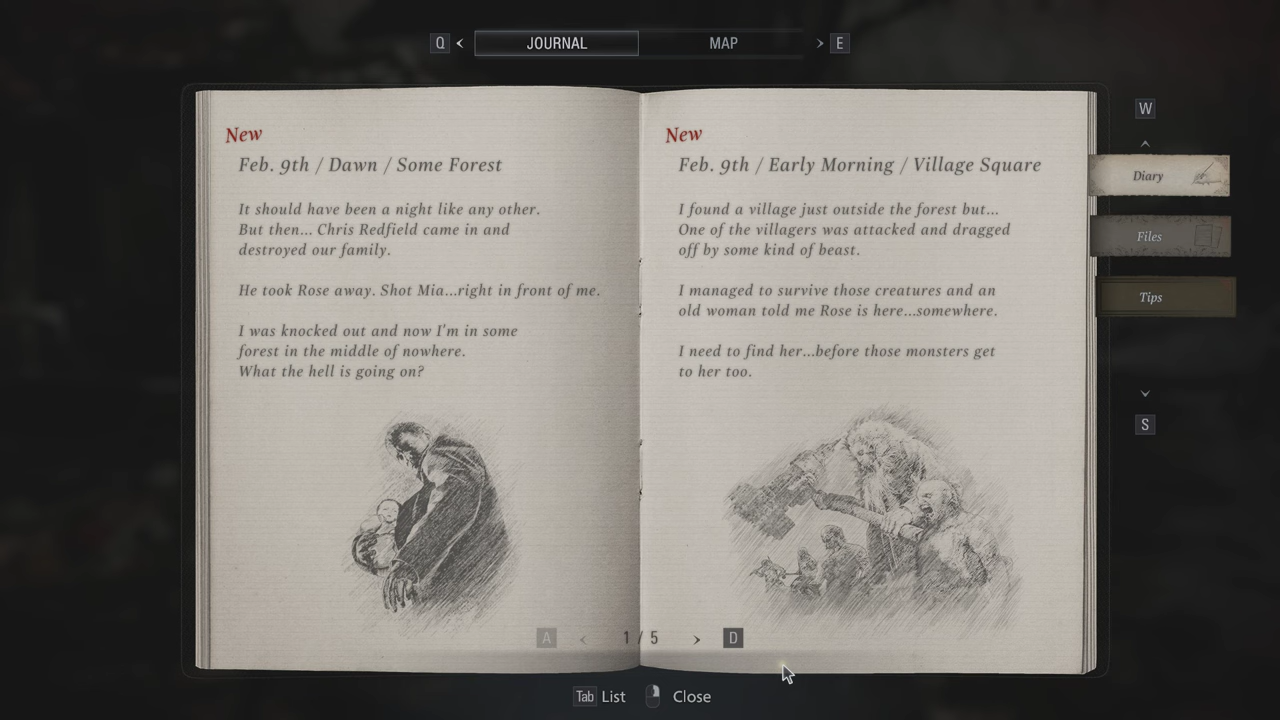 Q < JOURNAL MAP > E
New
Feb. 9th / Dawn / Some Forest
It should have been a night like any other.
But then... Chris Redfield came in and
destroyed our family.
He took Rose away. Shot Mia...right in front of me.
I was knocked out and now I'm in some
forest in the middle of nowhere.
What the hell is going on?
New
Feb. 9th / Early Morning / Village Square
I found a village just outside the forest but...
One of the villagers was attacked and dragged
off by some kind of beast.
I managed to survive those creatures and an
old woman told me Rose is here...somewhere.
I need to find her...before those monsters get
to her too.
W
Diary
Files
Tips
S
A < 1 / 5 > D
Tab List Close